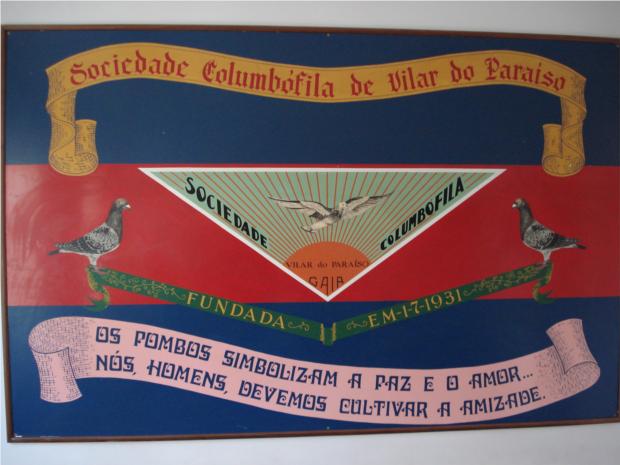 Sociedade Columbófila de Vilar do Paraiso
SOCIEDADE COLUMBOFILA
VILAR do PARAÍSO
GAIA
FUNDADA EM-1-7-1931
OS POMBOS SIMBOLIZAM A PAZ E O AMOR...
NÓS, HOMENS, DEVEMOS CULTIVAR A AMIZADE.